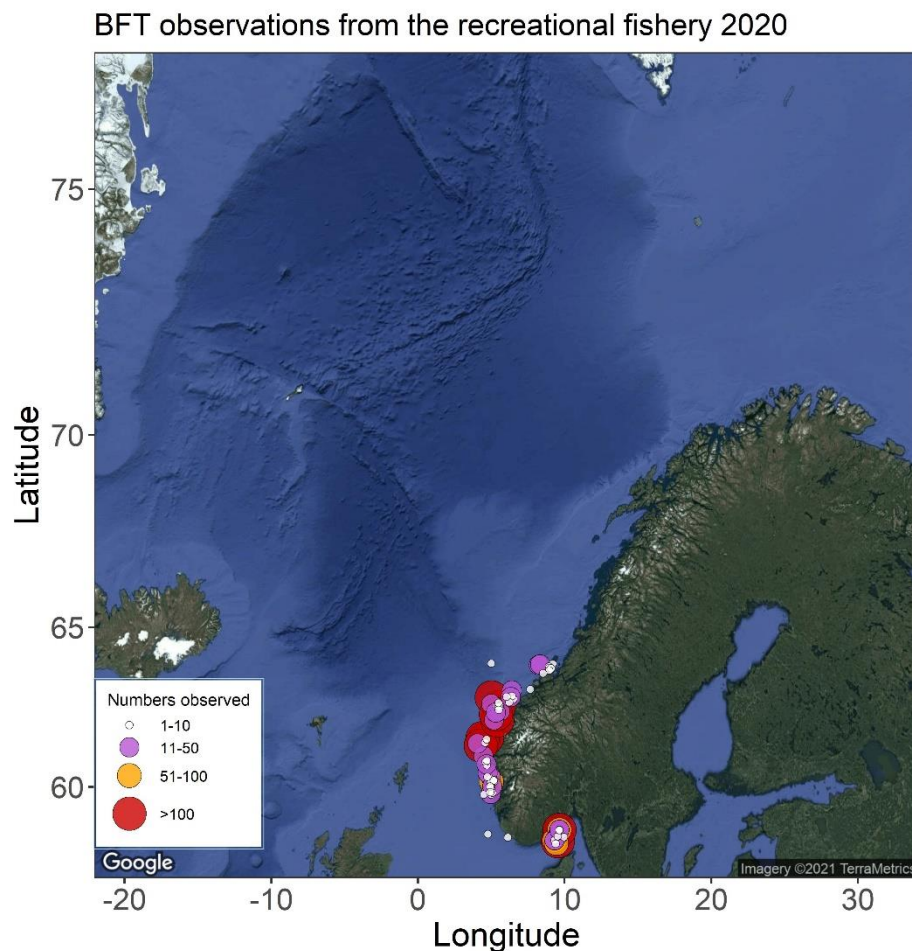 BFT observations from the recreational fishery 2020
75
70
65
60
Latitude
Numbers observed
1-10
11-50
51-100
>100
Google
Imagery ©2021 TerraMetrics
-20 -10 0 10 20 30
Longitude